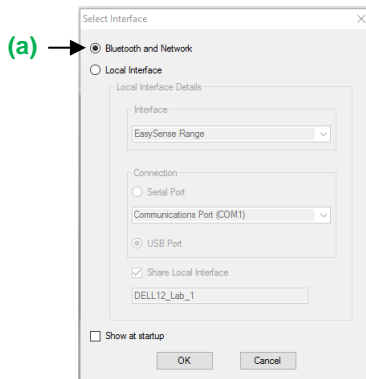 Select Interface
(a)
Bluetooth and Network
Local Interface
Local Interface Details
Interface
EasySense Range
Connection
Serial Port
Communications Port (COM1)
USB Port
Share Local Interface
DELL12_Lab_1
Show at startup
OK Cancel